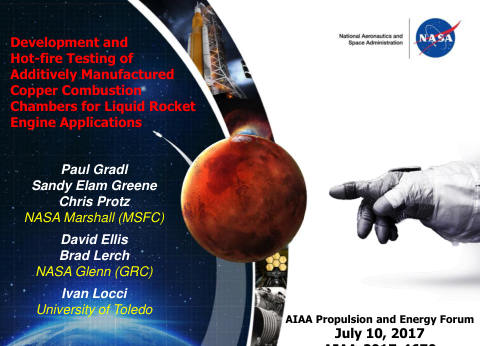 Development and
Hot-fire Testing of
Additively Manufactured
Copper Combustion
Chambers for Liquid Rocket
Engine Applications
National Aeronautics and
Space Administration
NASA
Paul Gradl
Sandy Elam Greene
Chris Protz
NASA Marshall (MSFC)
David Ellis
Brad Lerch
NASA Glenn (GRC)
Ivan Locci
University of Toledo
AIAA Propulsion and Energy Forum
July 10, 2017